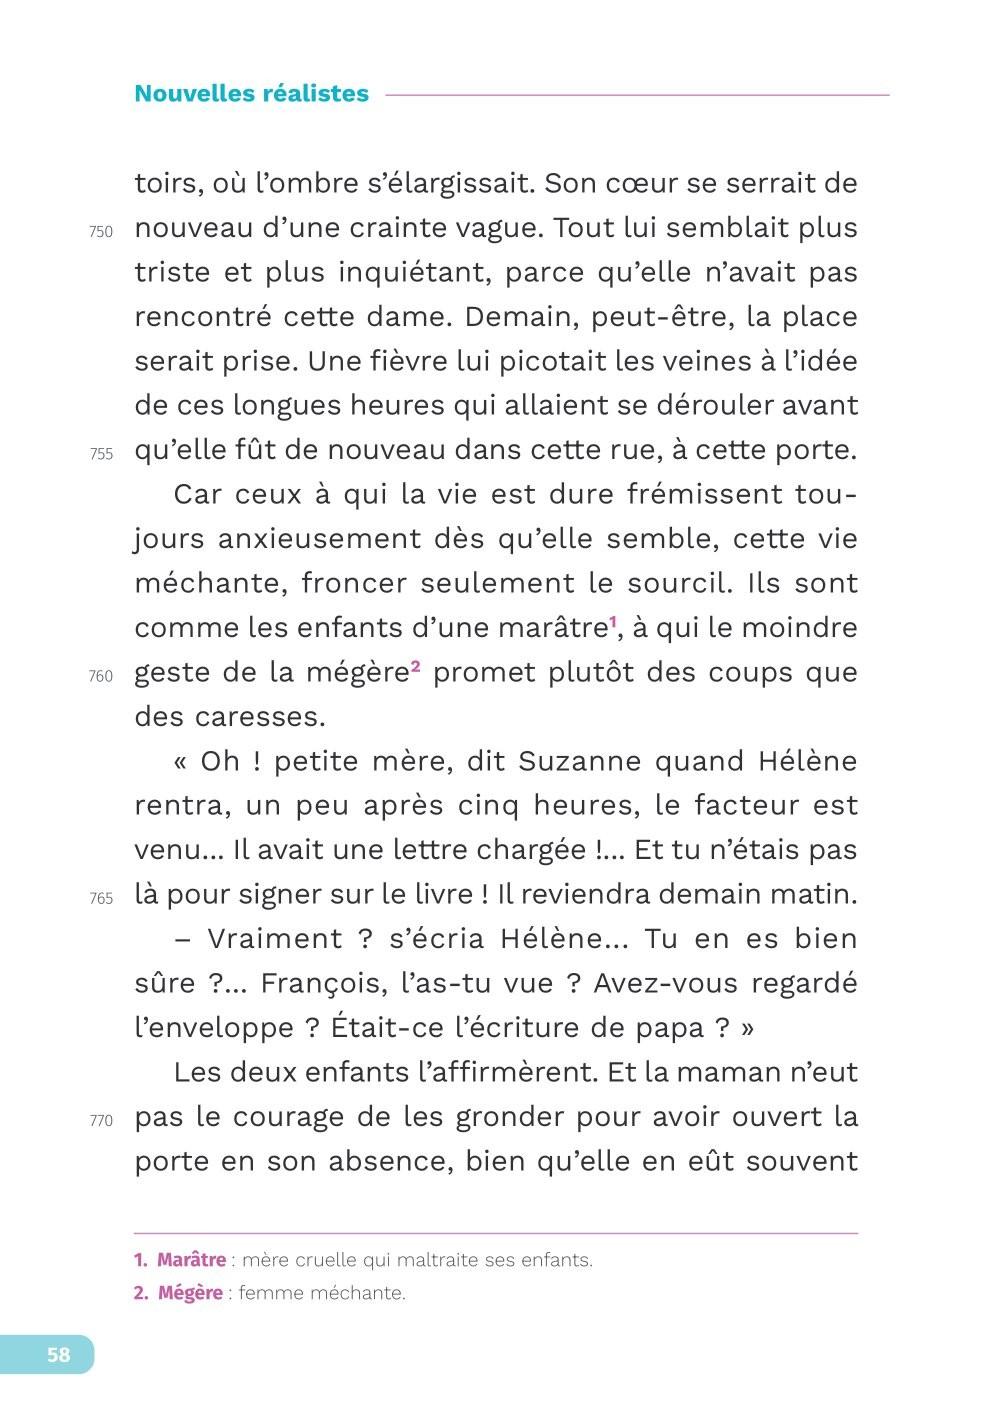 Nouvelles réalistes
toirs, où l’ombre s’élargissait. Son cœur se serrait de
750 nouveau d’une crainte vague. Tout lui semblait plus
triste et plus inquiétant, parce qu’elle n’avait pas
rencontré cette dame. Demain, peut-être, la place
serait prise. Une fièvre lui picotait les veines à l’idée
de ces longues heures qui allaient se dérouler avant
755 qu’elle fût de nouveau dans cette rue, à cette porte.
Car ceux à qui la vie est dure frémissent tou-
jours anxieusement dès qu’elle semble, cette vie
méchante, froncer seulement le sourcil. Ils sont
comme les enfants d’une marâtre¹, à qui le moindre
760 geste de la mégère² promet plutôt des coups que
des caresses.
« Oh ! petite mère, dit Suzanne quand Hélène
rentra, un peu après cinq heures, le facteur est
venu... Il avait une lettre chargée !... Et tu n’étais pas
765 là pour signer sur le livre ! Il reviendra demain matin.
– Vraiment ? s’écria Hélène... Tu en es bien
sûre ?... François, l’as-tu vue ? Avez-vous regardé
l’enveloppe ? Était-ce l’écriture de papa ? »
Les deux enfants l’affirmèrent. Et la maman n’eut
770 pas le courage de les gronder pour avoir ouvert la
porte en son absence, bien qu’elle en eût souvent
1. Marâtre : mère cruelle qui maltraite ses enfants.
2. Mégère : femme méchante.
58